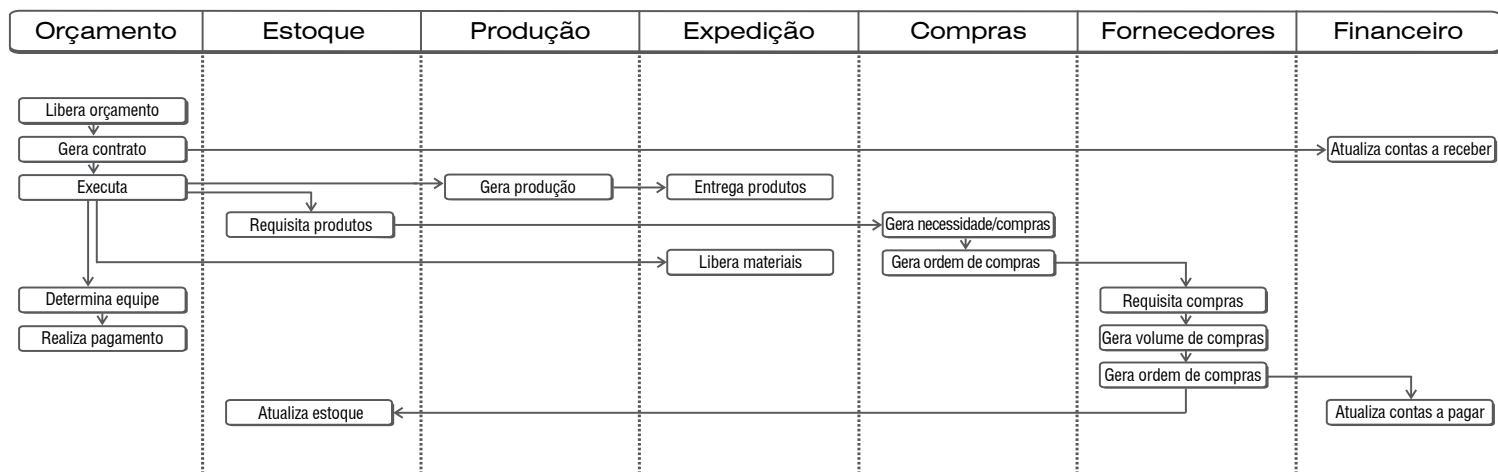 Orçamento
Estoque
Produção
Expedição
Compras
Fornecedores
Financeiro
Libera orçamento
Gera contrato
Atualiza contas a receber
Executa
Gera produção
Entrega produtos
Requisita produtos
Gera necessidade/compras
Libera materiais
Gera ordem de compras
Determina equipe
Requisita compras
Realiza pagamento
Gera volume de compras
Gera ordem de compras
Atualiza estoque
Atualiza contas a pagar